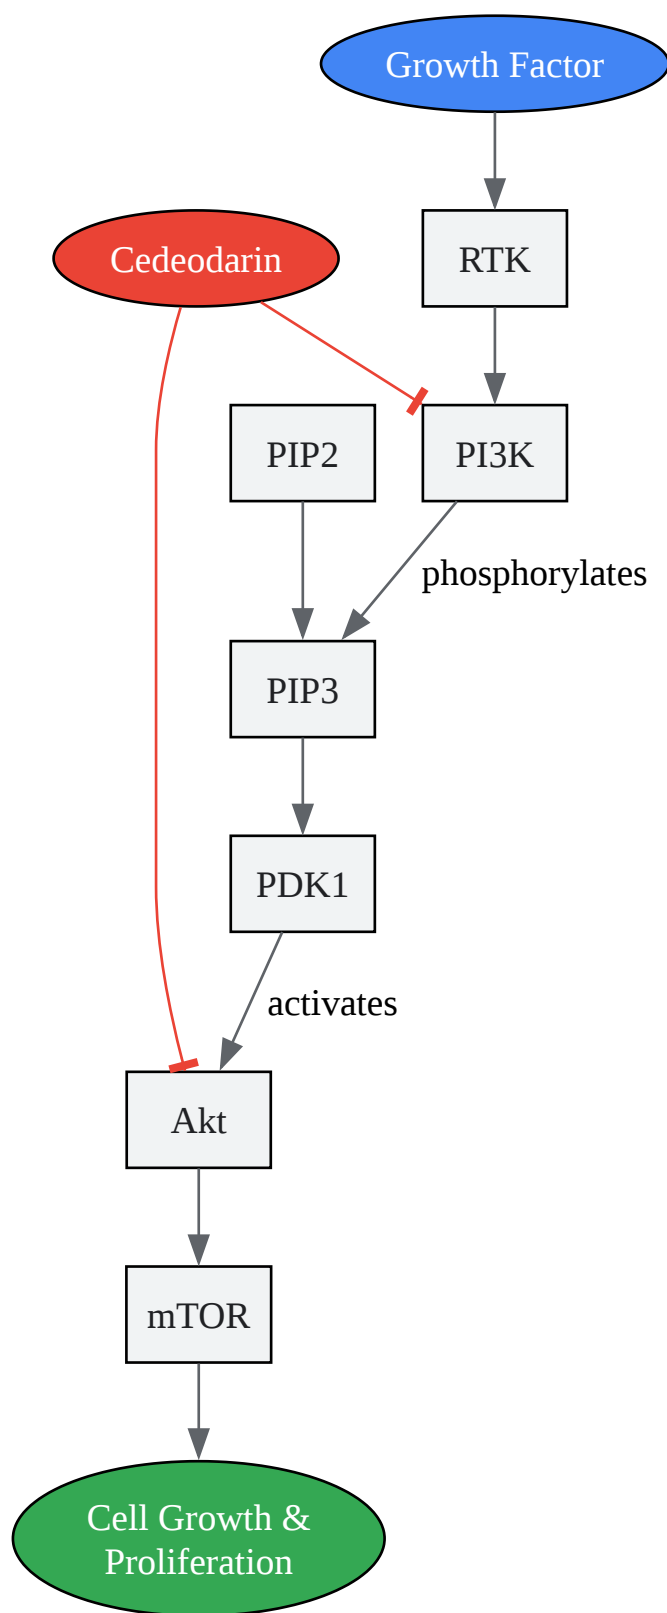 Growth Factor
Cedeodarin
RTK
PIP2
PI3K
phosphorylates
PIP3
PDK1
activates
Akt
mTOR
Cell Growth &
Proliferation